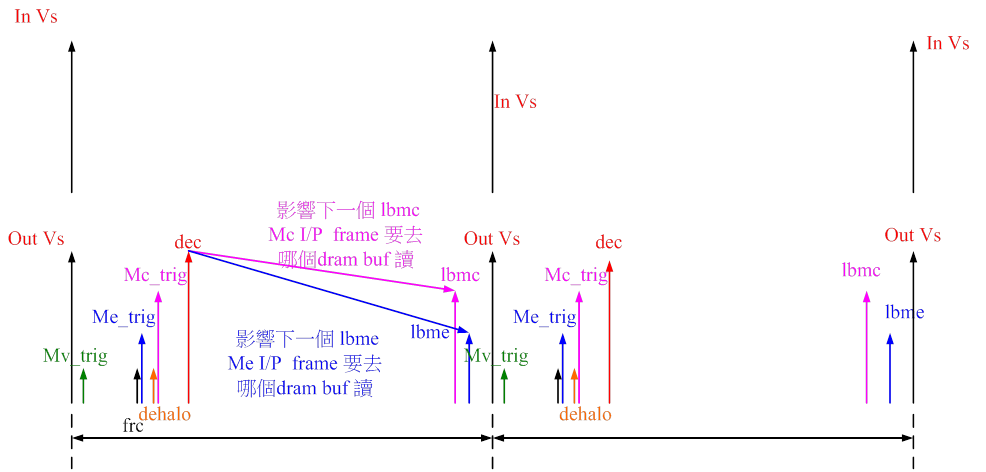 In Vs
In Vs
In Vs
影響下一個 lbmc
Mc I/P frame 要去
哪個dram buf 讀
Out Vs
dec
Out Vs
dec
Out Vs
Mc_trig
lbmc
Mc_trig
lbmc
Me_trig
影響下一個 lbme
Me I/P frame 要去
哪個dram buf 讀
lbme
Me_trig
lbme
Mv_trig
Mv_trig
dehalo
frc
dehalo